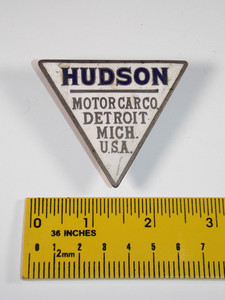 HUDSON
MOTOR CAR CO.
DETROIT
MICH.
U.S.A.
0 1 2 3
36 INCHES
0 1 2 3 4 5 6 7
2mm